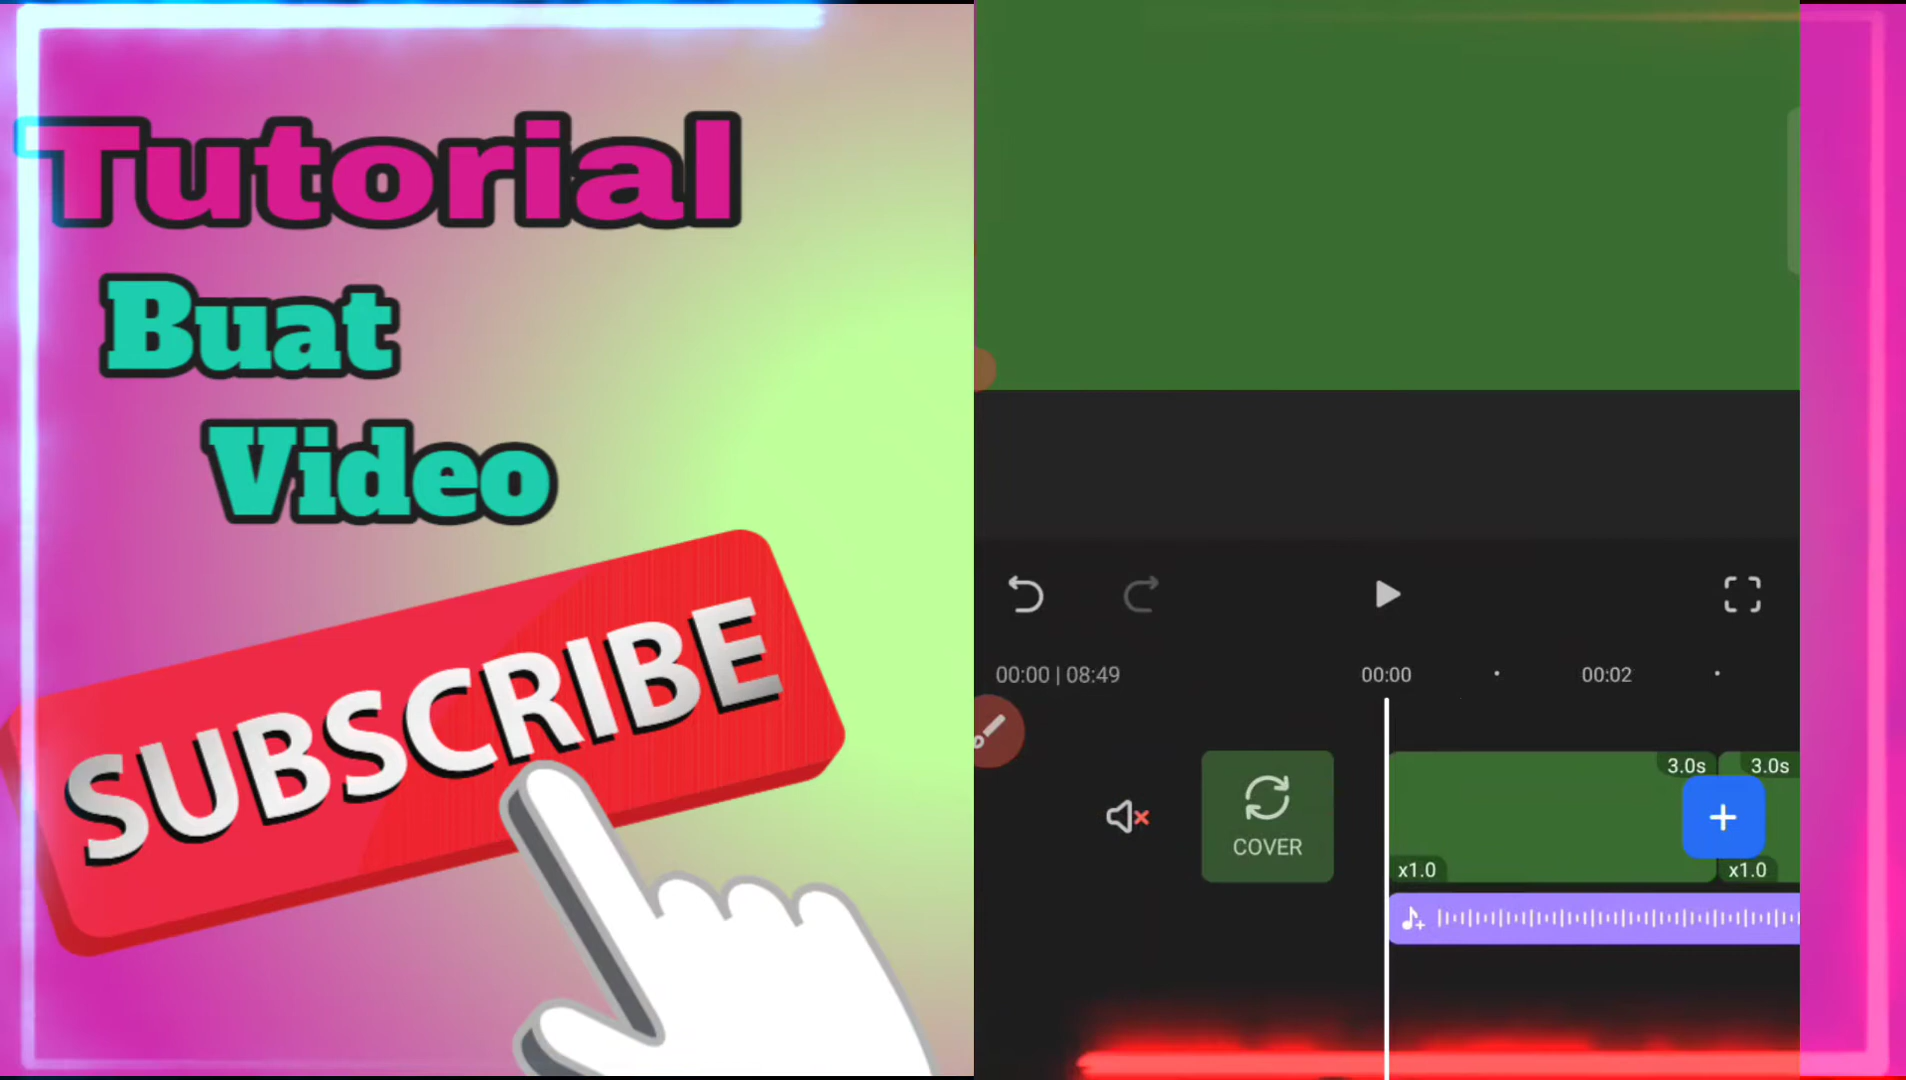 Tutorial
Buat
Video
SUBSCRIBE
00:00 | 08:49
00:00
00:02
3.0s
3.0s
COVER
x1.0
x1.0